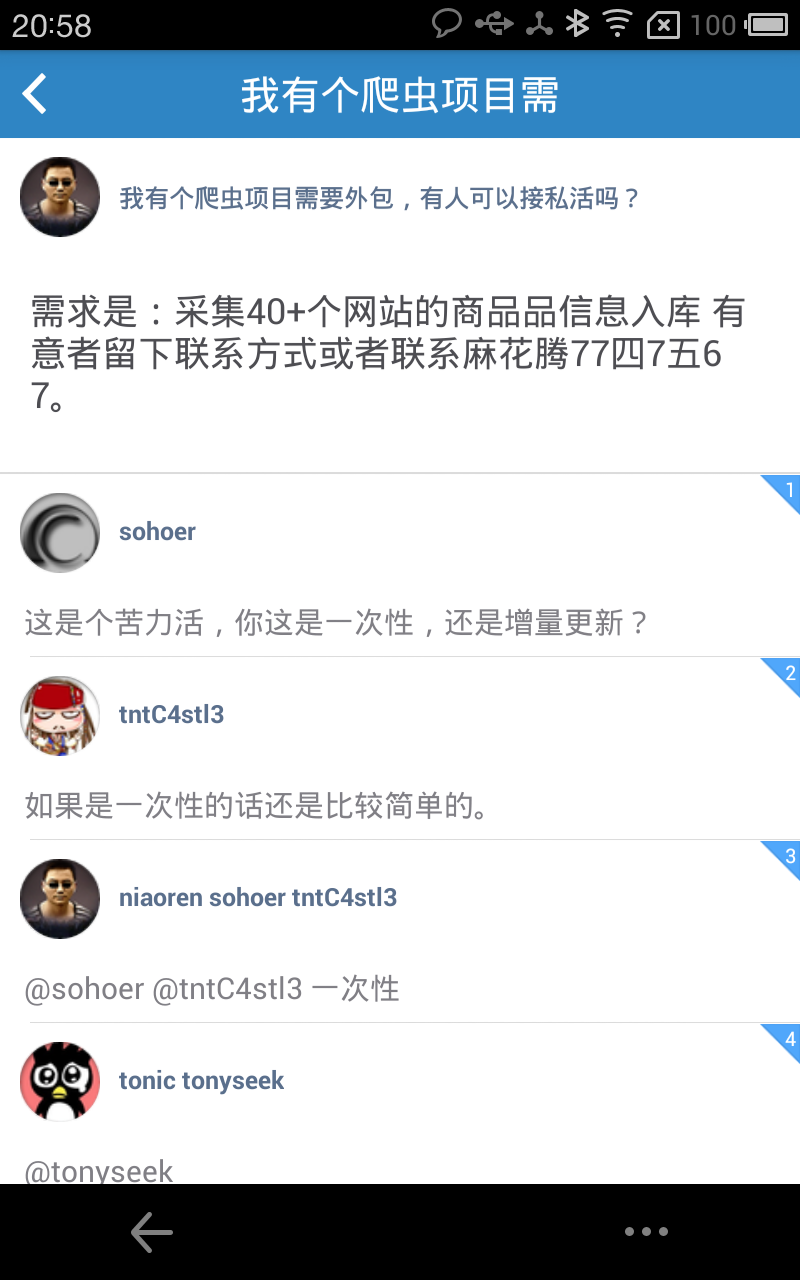 20:58
100
我有个爬虫项目需
我有个爬虫项目需要外包，有人可以接私活吗？
需求是：采集40+个网站的商品品信息入库 有
意者留下联系方式或者联系麻花腾77四7五6
7。
1
sohoer
这是个苦力活，你这是一次性，还是增量更新？
2
tntC4stl3
如果是一次性的话还是比较简单的。
3
niaoren sohoer tntC4stl3
@sohoer @tntC4stl3 一次性
4
tonic tonyseek
@tonyseek